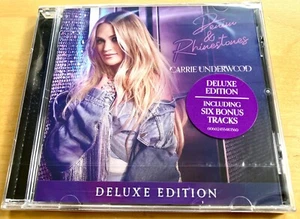 Denim
& Rhinestones
CARRIE UNDERWOOD
DELUXE
EDITION
INCLUDING
SIX BONUS
TRACKS
DELUXE EDITION